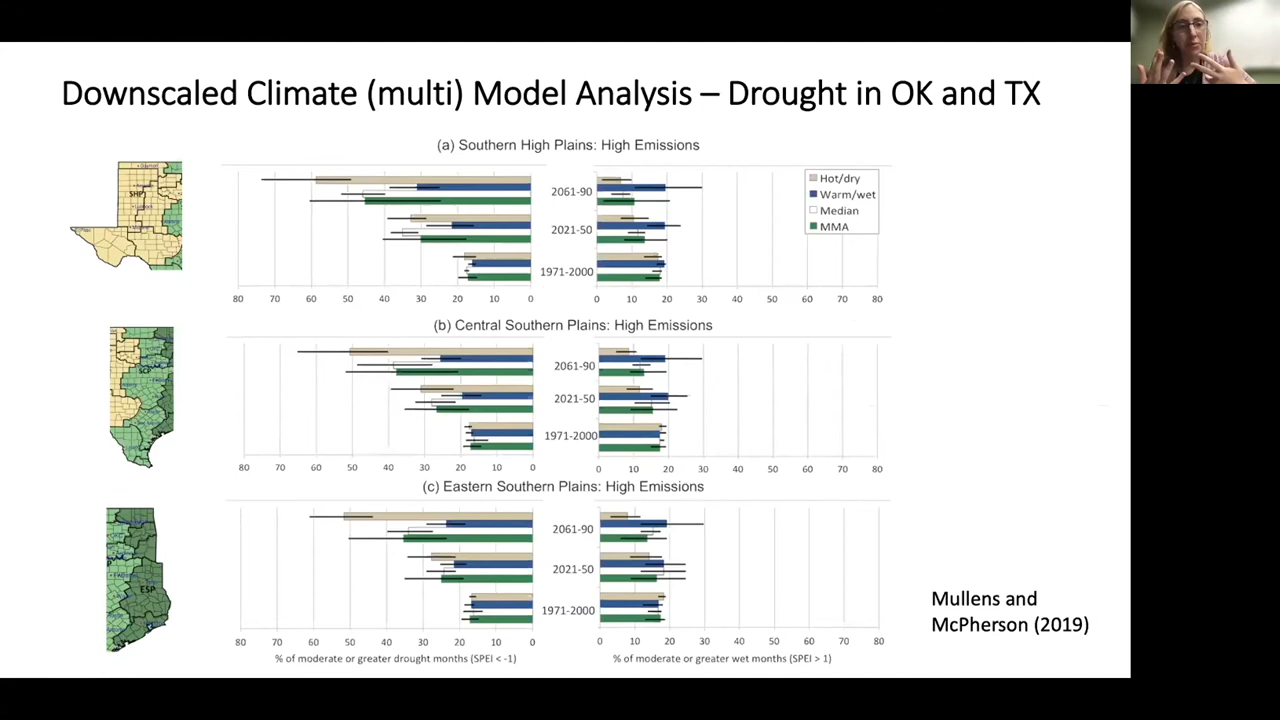 Downscaled Climate (multi) Model Analysis – Drought in OK and TX
(a) Southern High Plains: High Emissions
SHP
2061-90
2021-50
1971-2000
Hot/dry
Warm/wet
Median
MMA
80 70 60 50 40 30 20 10 0
0 10 20 30 40 50 60 70 80
(b) Central Southern Plains: High Emissions
2061-90
2021-50
1971-2000
80 70 60 50 40 30 20 10 0
0 10 20 30 40 50 60 70 80
(c) Eastern Southern Plains: High Emissions
ESP
2061-90
2021-50
1971-2000
80 70 60 50 40 30 20 10 0
0 10 20 30 40 50 60 70 80
% of moderate or greater drought months (SPEI < -1)
% of moderate or greater wet months (SPEI > 1)
Mullens and
McPherson (2019)